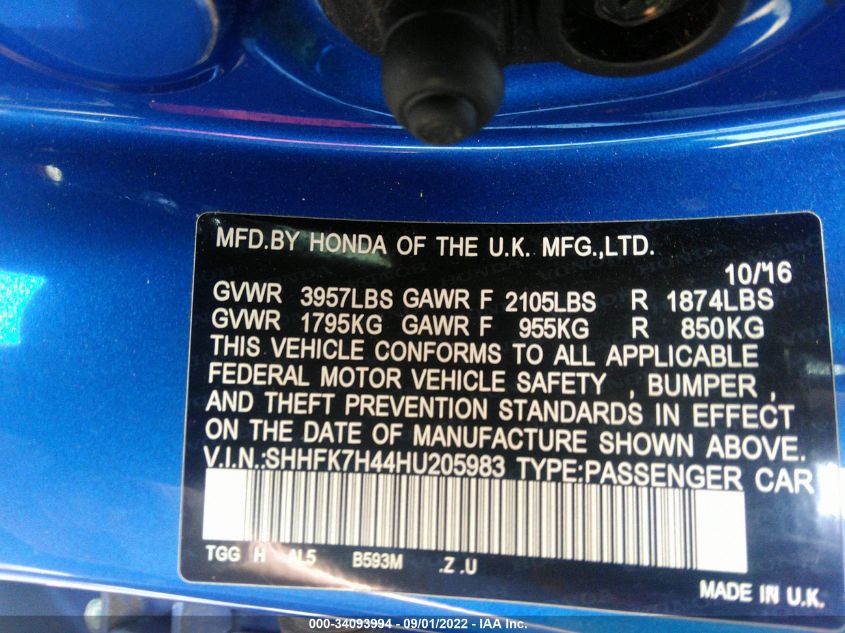 MFD.BY HONDA OF THE U.K. MFG.,LTD.
10/'16
GVWR 3957LBS GAWR F 2105LBS R 1874LBS
GVWR 1795KG GAWR F 955KG R 850KG
THIS VEHICLE CONFORMS TO ALL APPLICABLE
FEDERAL MOTOR VEHICLE SAFETY , BUMPER ,
AND THEFT PREVENTION STANDARDS IN EFFECT
ON THE DATE OF MANUFACTURE SHOWN ABOVE.
V.I.N.:SHHFK7H44HU205983 TYPE:PASSENGER CAR
TGG H AL5 B593M .Z .U
MADE IN U.K.
000-34093994 - 09/01/2022 - IAA Inc.